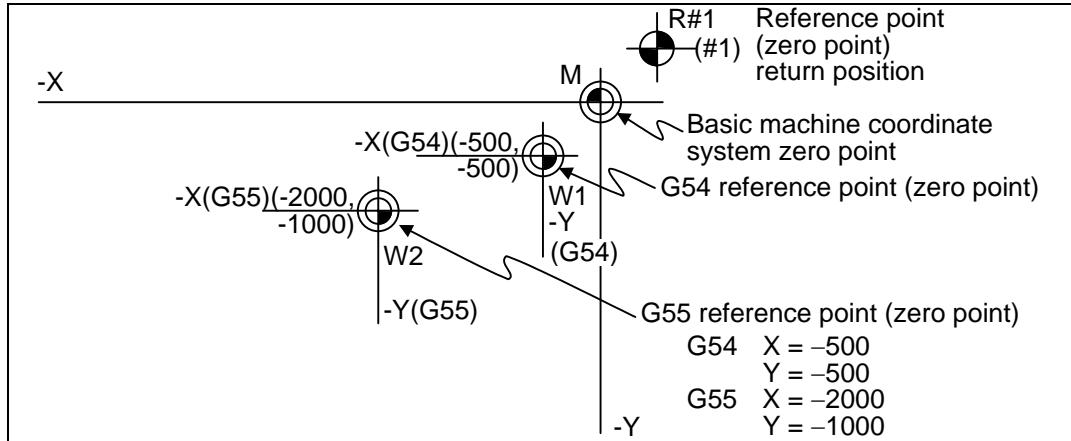 R#1 Reference point
(#1) (zero point)
return position
-X
M
Basic machine coordinate
system zero point
-X(G54)(-500,
-500)
G54 reference point (zero point)
W1
-Y
(G54)
-X(G55)(-2000,
-1000)
W2
-Y(G55)
G55 reference point (zero point)
G54 X = −500
Y = −500
G55 X = −2000
Y = −1000
-Y